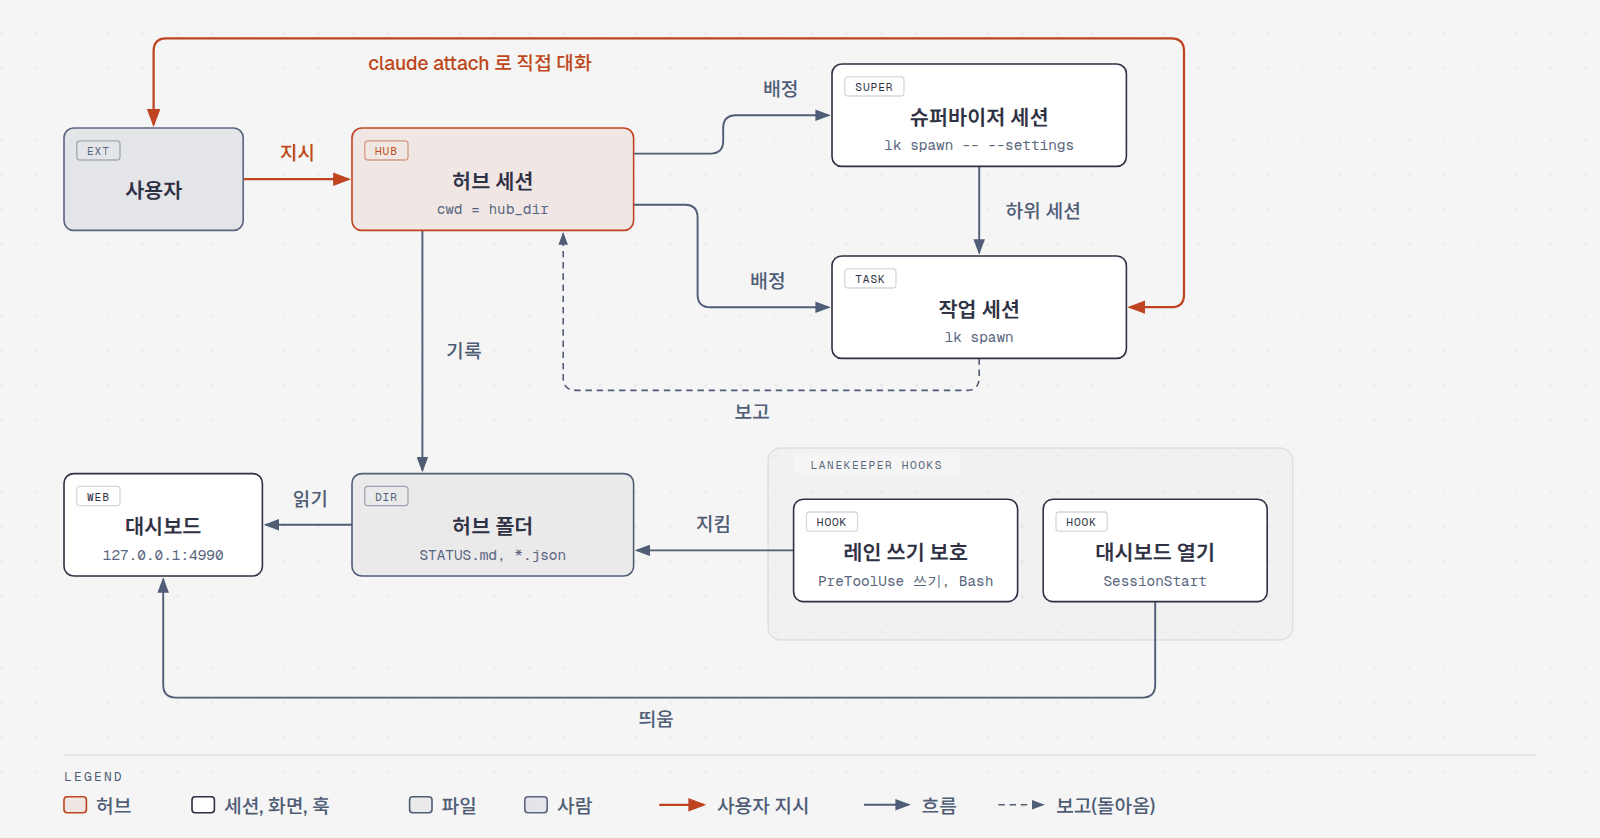 claude attach 로 직접 대화
EXT
사용자
지시
HUB
허브 세션
cwd = hub_dir
배정
SUPER
슈퍼바이저 세션
lk spawn -- --settings
하위 세션
배정
TASK
작업 세션
lk spawn
기록
보고
WEB
대시보드
127.0.0.1:4990
읽기
DIR
허브 폴더
STATUS.md, *.json
지킴
LANEKEEPER HOOKS
HOOK
레인 쓰기 보호
PreToolUse 쓰기, Bash
HOOK
대시보드 열기
SessionStart
띄움
LEGEND
허브
세션, 화면, 훅
파일
사람
사용자 지시
흐름
보고(돌아옴)